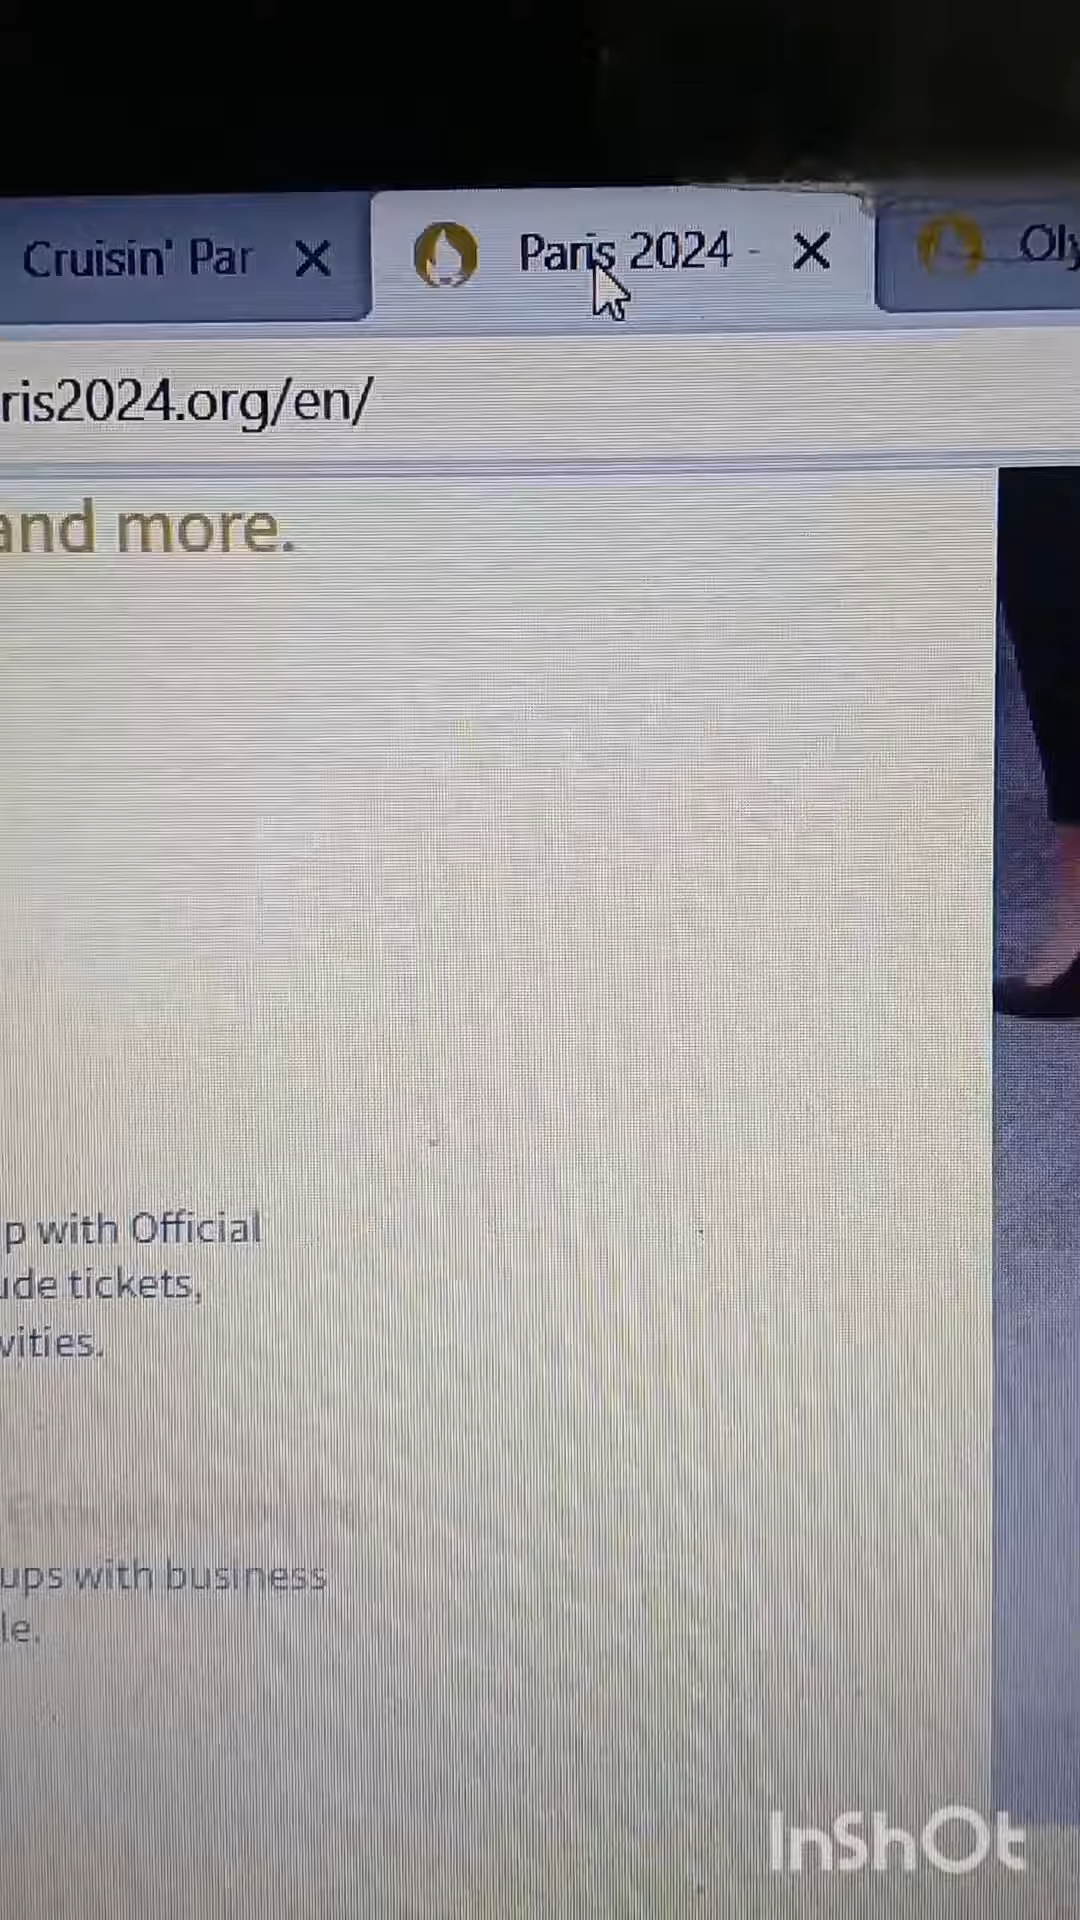 Cruisin' Par
Paris 2024 -
Oly
ris2024.org/en/
and more.
p with Official
ude tickets,
vities.
ups with business
le.
InShOt